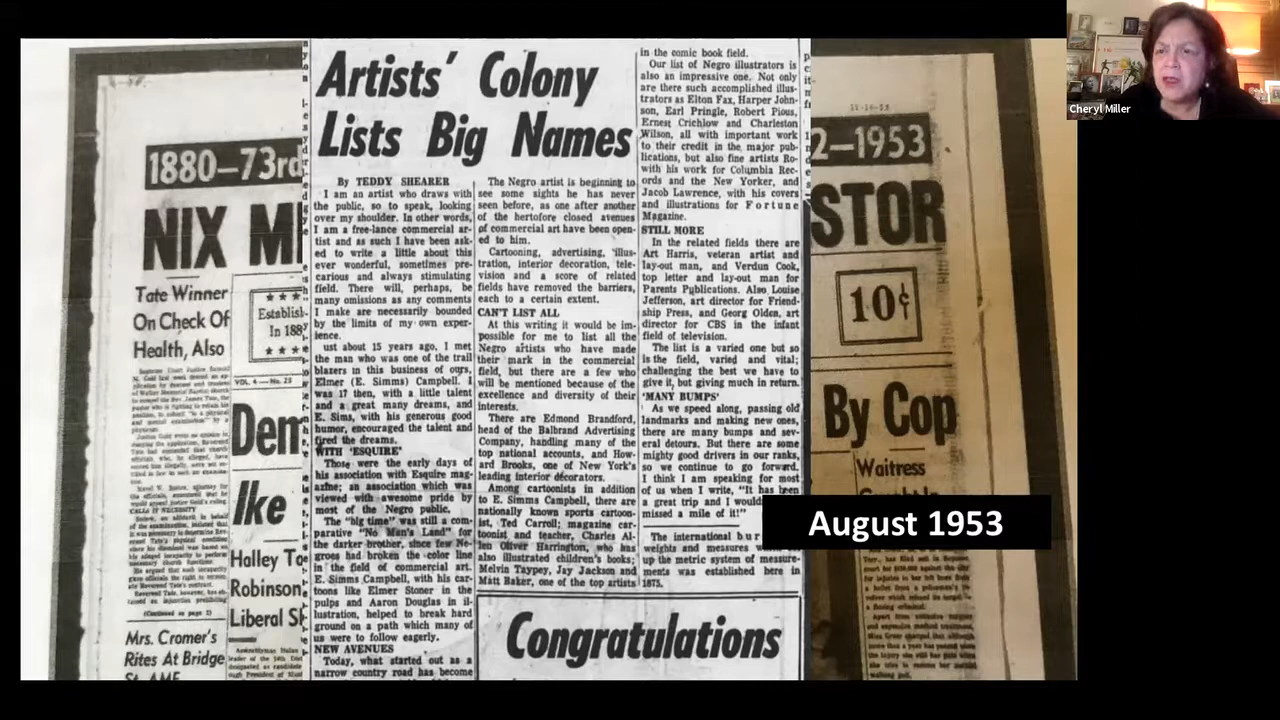 Cheryl Miller
1880—73rd
NIX MI
Tate Winner
On Check Of
Health, Also
(Continued on page 2)
Mrs. Cromer's
Rites At Bridge
St. AME
★ ★ ★
Establish
In 188
★ ★ ★
VOL. 4 — No. 23
Dem
Ike
Halley To
Robinson
Liberal
Artists' Colony
Lists Big Names
By TEDDY SHEARER
I am an artist who draws with
the public, so to speak, looking
over my shoulder. In other words,
I am a free-lance commercial ar-
tist and as such I have been ask-
ed to write a little about this
ever wonderful, sometimes pre-
carious and always stimulating
field. There will, perhaps, be
many omissions as any comments
I make are necessarily bounded
by the limits of my own exper-
ience.
ust about 15 years ago, I met
the man who was one of the trail
blazers in this business of ours,
Elmer (E. Simms) Campbell. I
was 17 then, with a little talent
and a great many dreams, and
E. Sims, with his generous good
humor, encouraged the talent and
fired the dreams.
WITH 'ESQUIRE'
Those were the early days of
his association with Esquire mag-
azine; an association which was
viewed with awesome pride by
most of the Negro public.
The "big time" was still a com-
parative "No Man's Land" for
the darker brother, since few Ne-
groes had broken the color line
in the field of commercial art.
E. Simms Campbell, with his car-
toons like Elmer Stoner in the
pulps and Aaron Douglas in il-
lustration, helped to break hard
ground on a path which many of
us were to follow eagerly.
NEW AVENUES
Today, what started out as a
narrow country road has become
The Negro artist is beginning to
see some sights he has never
seen before, as one after another
of the hertofore closed avenues
of commercial art have been open-
ed to him.
Cartooning, advertising, illus-
tration, interior decoration, tele-
vision and a score of related
fields have removed the barriers,
each to a certain extent.
CAN'T LIST ALL
At this writing it would be im-
possible for me to list all the
Negro artists who have made
their mark in the commercial
field, but there are a few who
will be mentioned because of the
excellence and diversity of their
interests.
There are Edmond Brandford,
head of the Balbrand Advertising
Company, handling many of the
top national accounts, and How-
ard Brooks, one of New York's
leading interior decorators.
Among cartoonists in addition
to E. Simms Campbell, there are
nationally known sports cartoon-
ist, Ted Carroll; magazine car-
toonist and teacher, Charles Al-
len Oliver Harrington, who has
also illustrated children's books;
Melvin Taypey, Jay Jackson and
Matt Baker, one of the top artists
in the comic book field.
Our list of Negro illustrators is
also an impressive one. Not only
are there such accomplished illus-
trators as Elton Fax, Harper John-
son, Earl Pringle, Robert Pious,
Ernest Crichlow and Charleston
Wilson, all with important work
to their credit in the major pub-
lications, but also fine artists Ro-
with his work for Columbia Rec-
ords and the New Yorker, and
Jacob Lawrence, with his covers
and illustrations for Fortune
Magazine.
STILL MORE
In the related fields there are
Art Harris, veteran artist and
lay-out man, and Verdun Cook,
top letter and lay-out man for
Parents Publications. Also Louise
Jefferson, art director for Friend-
ship Press, and Georg Olden, art
director for CBS in the infant
field of television.
The list is a varied one but so
is the field, varied and vital;
challenging the best we have to
give it, but giving much in return.
'MANY BUMPS'
As we speed along, passing old
landmarks and making new ones,
there are many bumps and sev-
eral detours. But there are some
mighty good drivers in our ranks,
so we continue to go forward.
I think I am speaking for most
of us when I write, "It has been
a great trip and I would
missed a mile of it!"
The international bur
weights and measures
up the metric system of measure-
ments was established here in
1875.
Congratulations
2—1953
STOR
10¢
By Cop
Waitress
August 1953